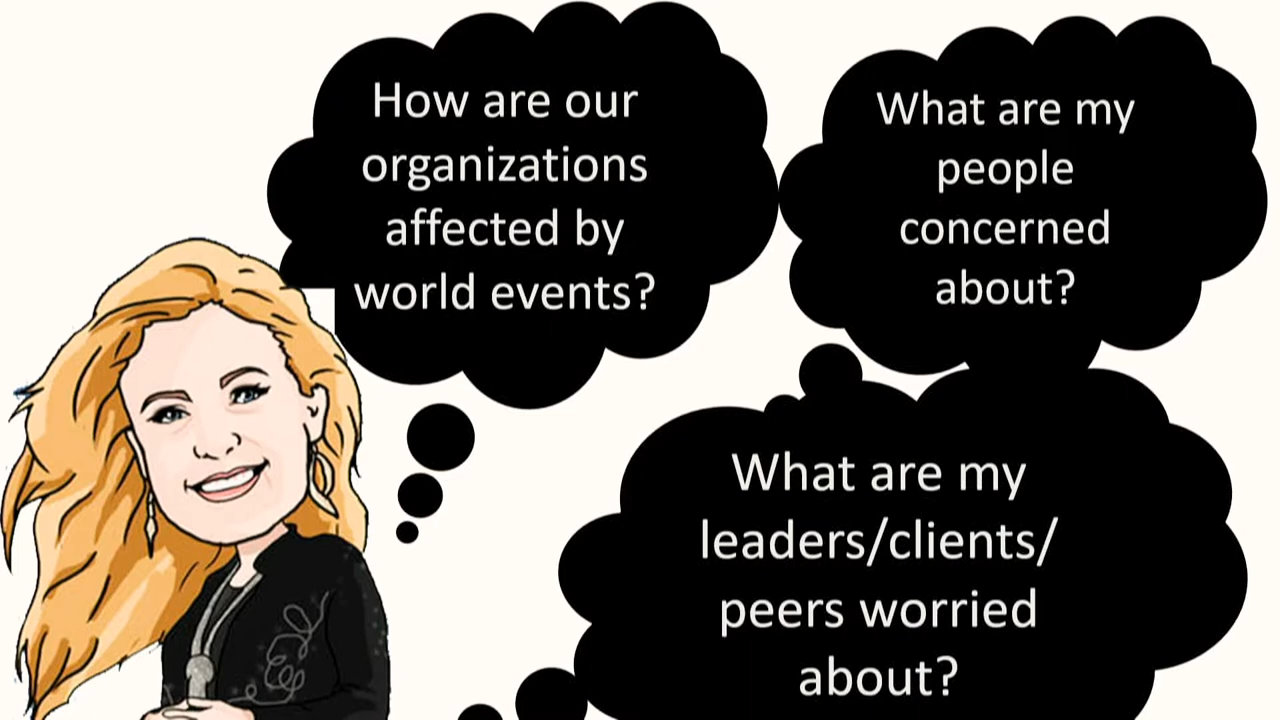 How are our
organizations
affected by
world events?
What are my
people
concerned
about?
What are my
leaders/clients/
peers worried
about?